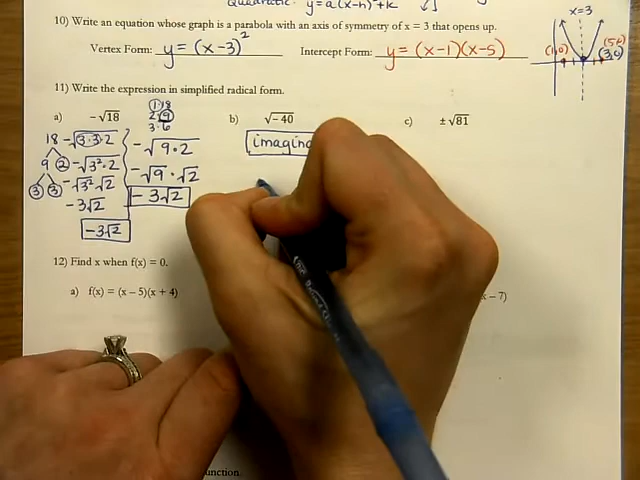 Quadratic: y=a(x-h)²+k
10) Write an equation whose graph is a parabola with an axis of symmetry of x = 3 that opens up.
x=3
Vertex Form: y = (x-3)² Intercept Form: y = (x-1)(x-5)
(1,0) (3,0)
11) Write the expression in simplified radical form.
a) -√18 b) √-40 c) ±√81
1·18
2·9
3·6
18 -√3·3·2
9 2 -√3²·2
3 3 -√3² √2
-3√2
-3√2
-√9·2
-√9 · √2
-3√2
12) Find x when f(x) = 0.
a) f(x) = (x – 5)(x + 4)
x – 7)